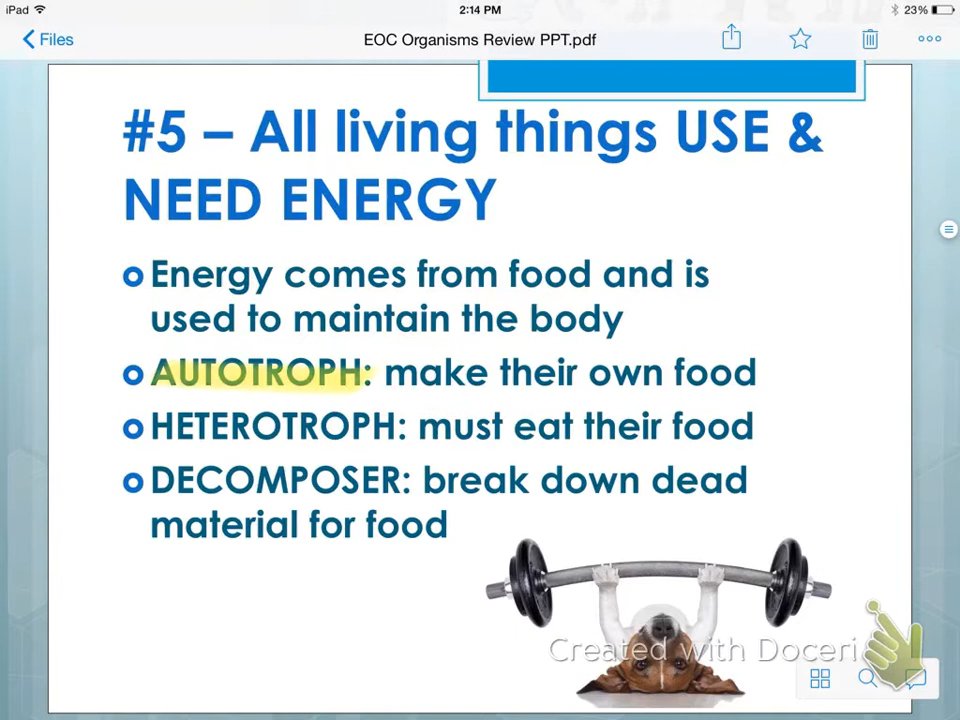 iPad 2:14 PM 23%
Files EOC Organisms Review PPT.pdf
#5 – All living things USE &
NEED ENERGY
Energy comes from food and is
used to maintain the body
AUTOTROPH: make their own food
HETEROTROPH: must eat their food
DECOMPOSER: break down dead
material for food
Created with Doceri